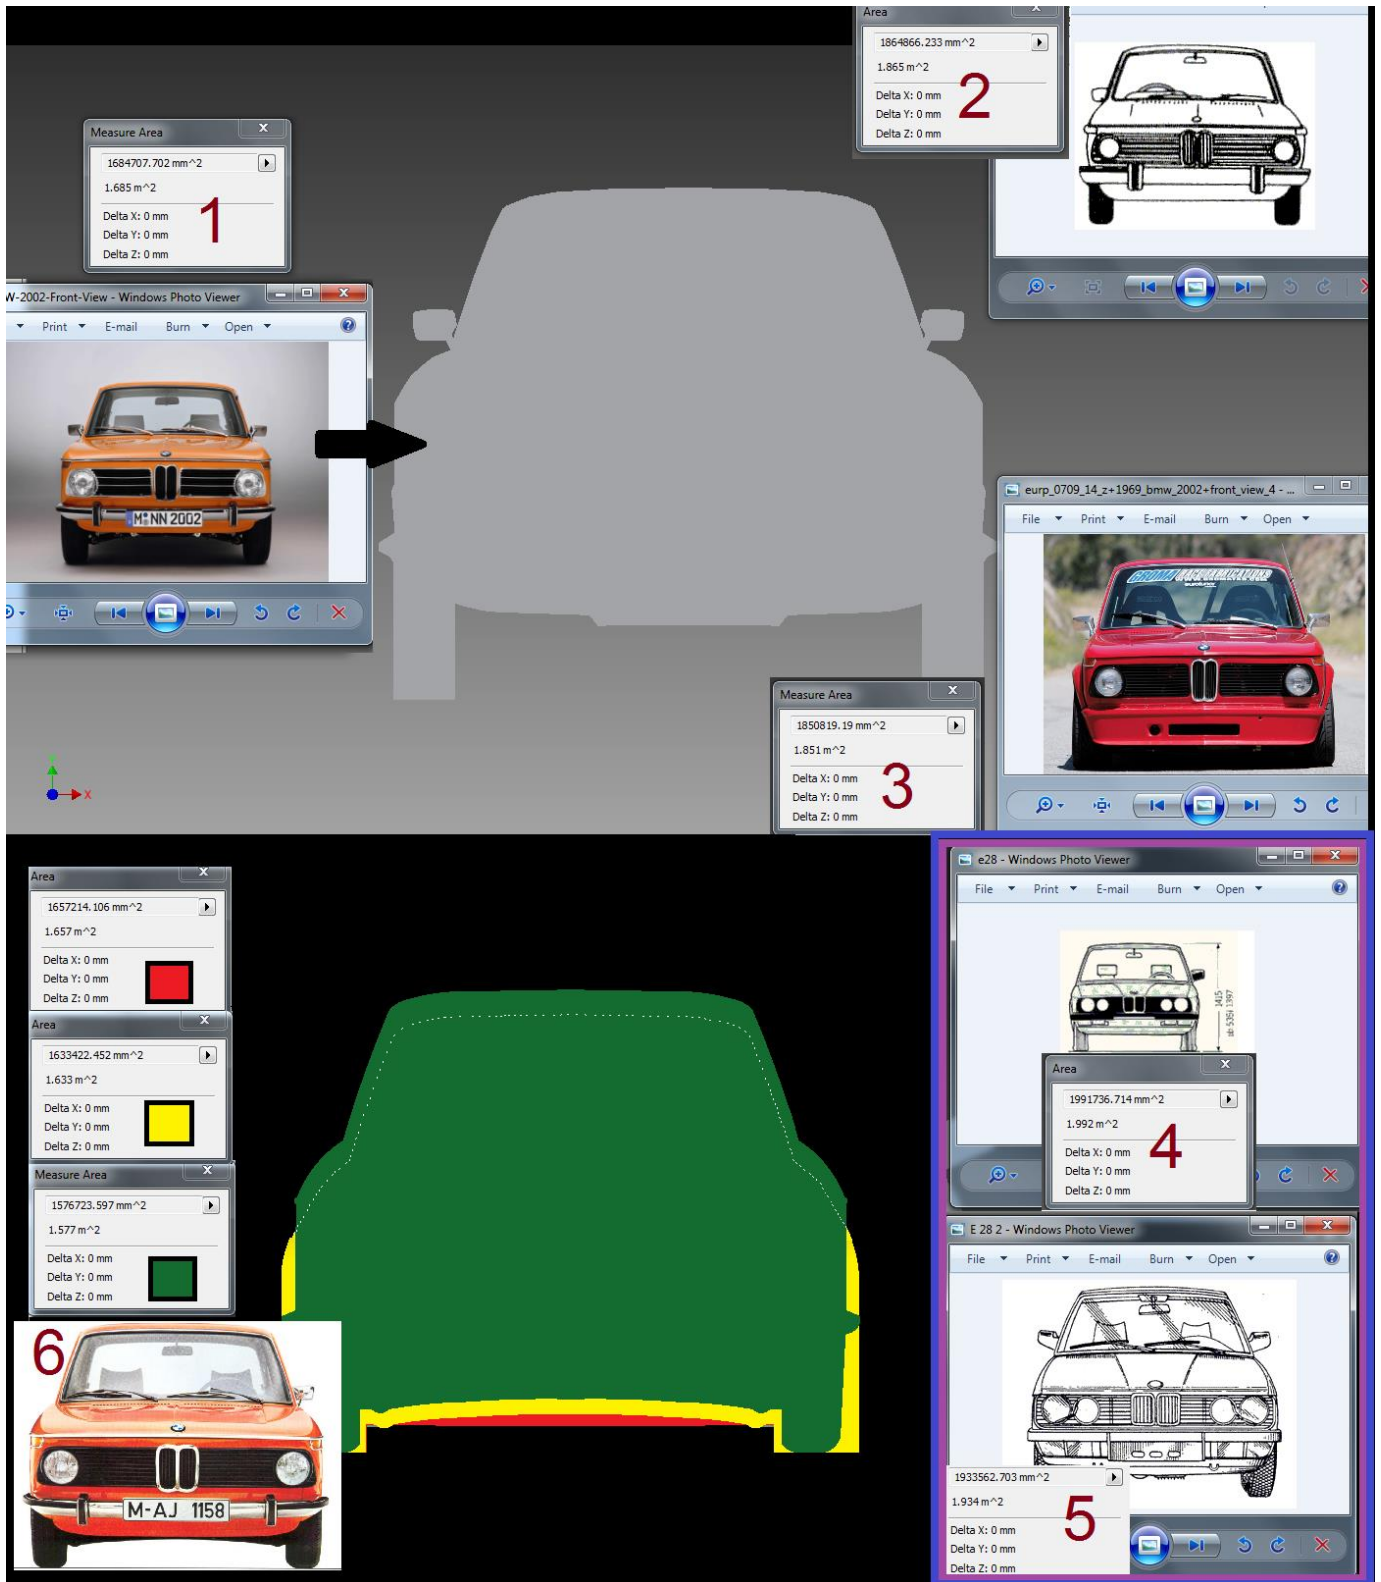 Area
X
1864866.233 mm^2
1.865 m^2
Delta X: 0 mm
Delta Y: 0 mm
Delta Z: 0 mm
2
Measure Area
X
1684707.702 mm^2
1.685 m^2
Delta X: 0 mm
Delta Y: 0 mm
Delta Z: 0 mm
1
W-2002-Front-View - Windows Photo Viewer
Print E-mail Burn Open
M NN 2002
eurp_0709_14_z+1969_bmw_2002+front_view_4 - ...
File Print E-mail Burn Open
Measure Area
X
1850819.19 mm^2
1.851 m^2
Delta X: 0 mm
Delta Y: 0 mm
Delta Z: 0 mm
3
X
Area
X
1657214.106 mm^2
1.657 m^2
Delta X: 0 mm
Delta Y: 0 mm
Delta Z: 0 mm
Area
X
1633422.452 mm^2
1.633 m^2
Delta X: 0 mm
Delta Y: 0 mm
Delta Z: 0 mm
Measure Area
X
1576723.597 mm^2
1.577 m^2
Delta X: 0 mm
Delta Y: 0 mm
Delta Z: 0 mm
6
M-AJ 1158
e28 - Windows Photo Viewer
File Print E-mail Burn Open
1415
ab 535i 1397
Area
X
1991736.714 mm^2
1.992 m^2
Delta X: 0 mm
Delta Y: 0 mm
Delta Z: 0 mm
4
E 28 2 - Windows Photo Viewer
File Print E-mail Burn Open
1933562.703 mm^2
1.934 m^2
Delta X: 0 mm
Delta Y: 0 mm
Delta Z: 0 mm
5